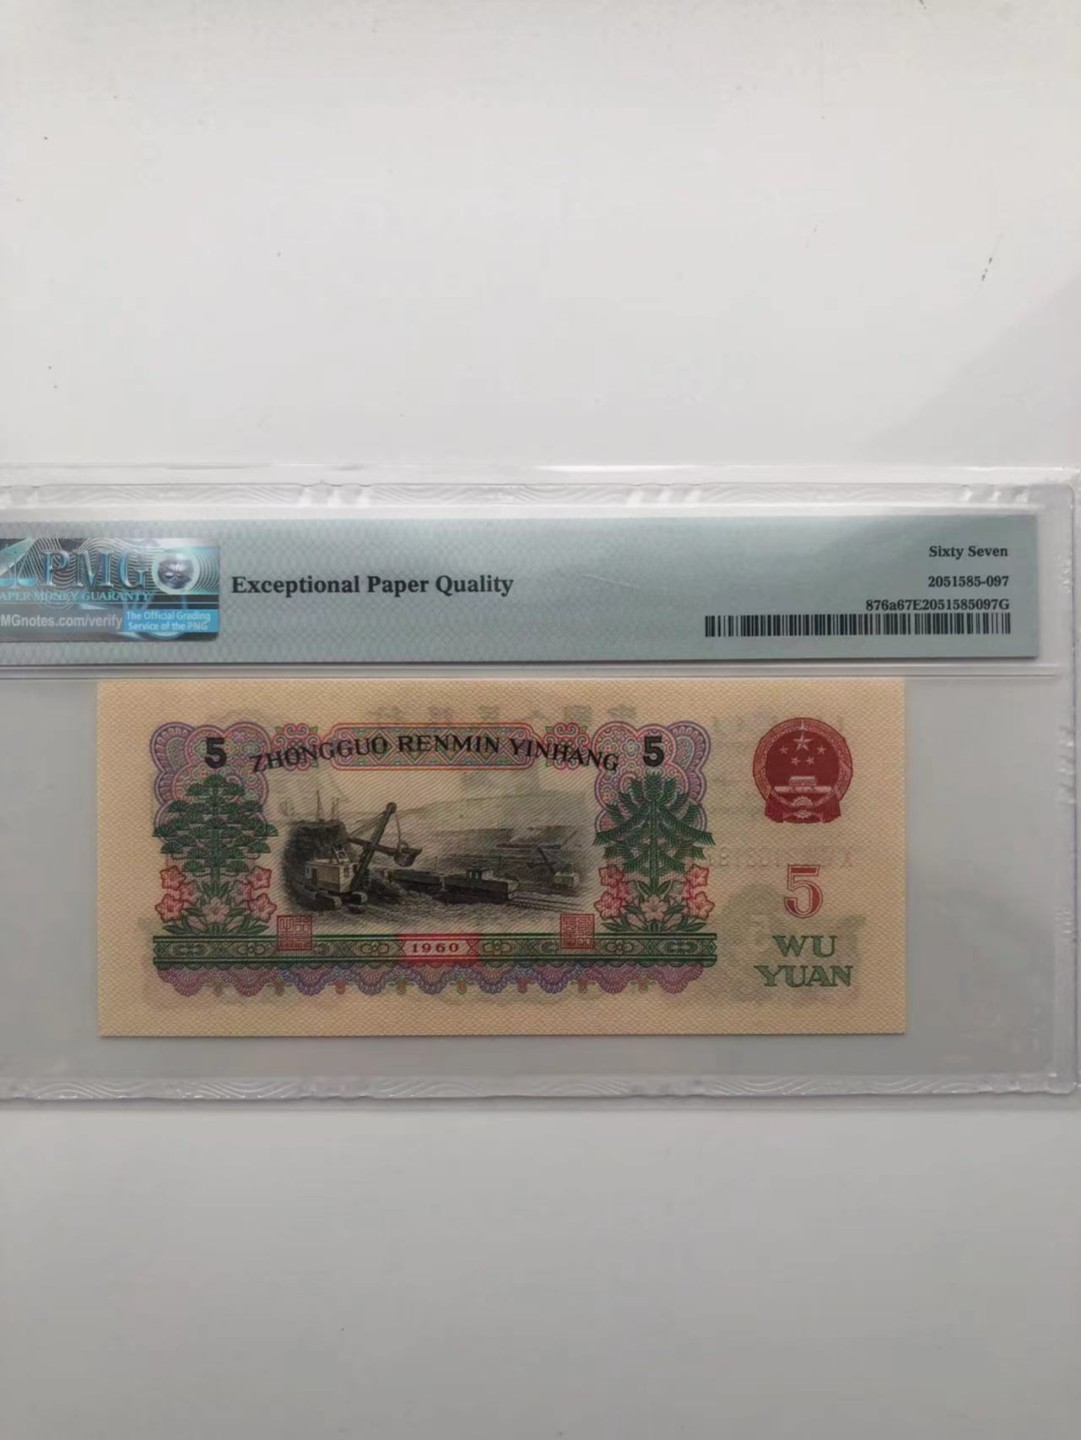 PMG
PAPER MONEY GUARANTY
MGnotes.com/verify
The Official Grading
Service of the PNG
Exceptional Paper Quality
Sixty Seven
2051585-097
876a67E2051585097G
5 ZHONGGUO RENMIN YINHANG 5
5
1960
WU
YUAN